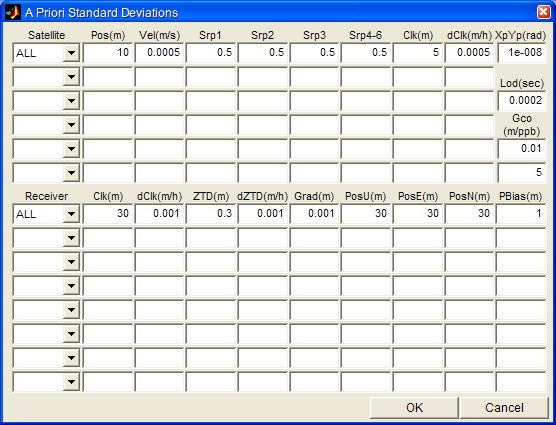 A Priori Standard Deviations
Satellite Pos(m) Vel(m/s) Srp1 Srp2 Srp3 Srp4-6 Clk(m) dClk(m/h) XpYp(rad)
ALL 10 0.0005 0.5 0.5 0.5 0.5 5 0.0005 1e-008
Lod(sec)
0.0002
Gco
(m/ppb)
0.01
5
Receiver Clk(m) dClk(m/h) ZTD(m) dZTD(m/h) Grad(m) PosU(m) PosE(m) PosN(m) PBias(m)
ALL 30 0.001 0.3 0.001 0.001 30 30 30 1
OK Cancel